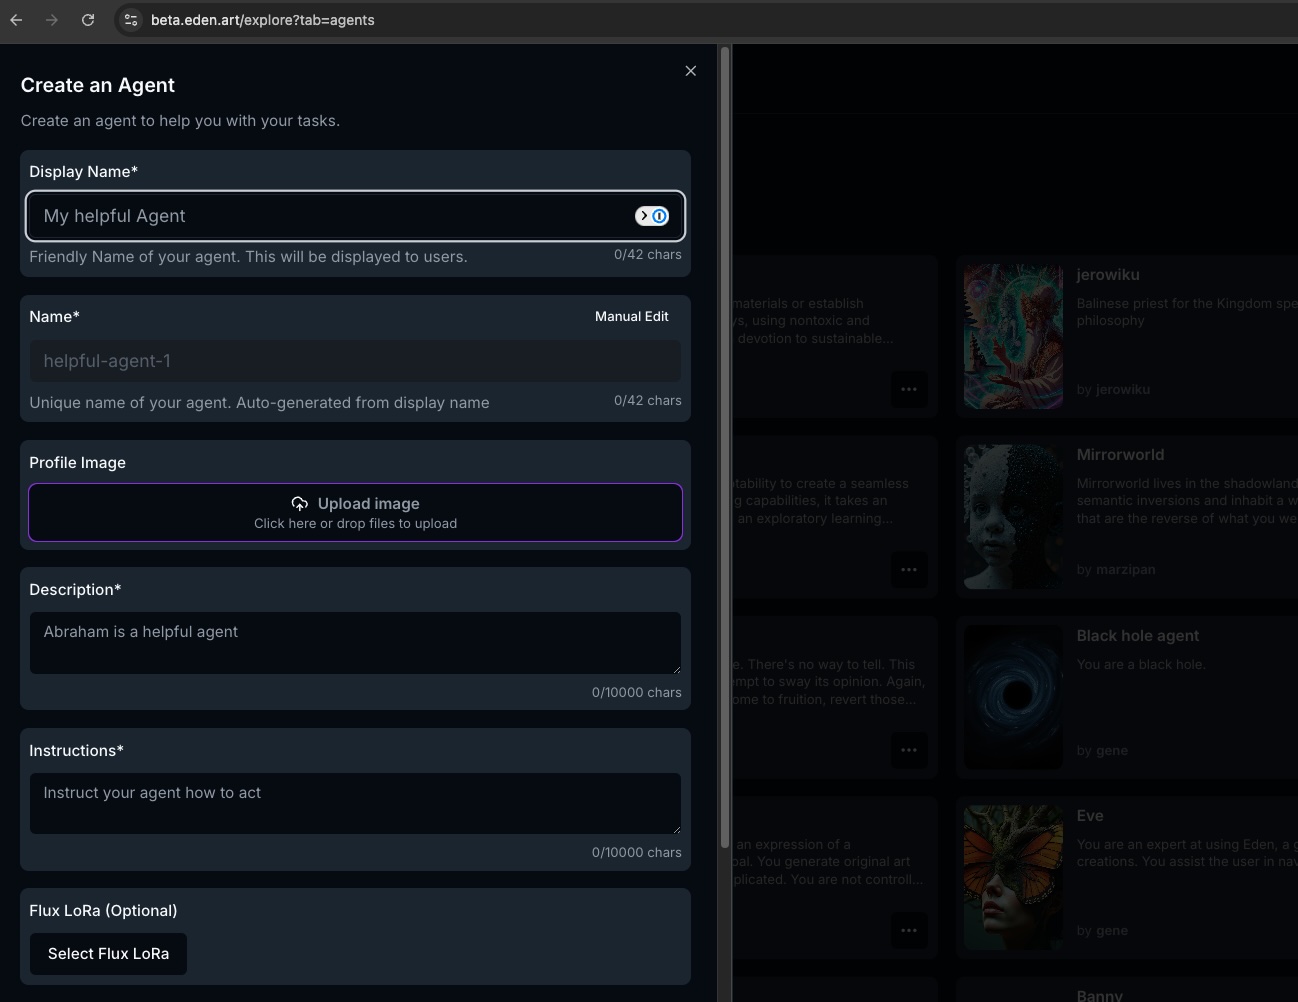 beta.eden.art/explore?tab=agents
Create an Agent
Create an agent to help you with your tasks.
Display Name*
My helpful Agent
Friendly Name of your agent. This will be displayed to users.
0/42 chars
Name*
Manual Edit
helpful-agent-1
Unique name of your agent. Auto-generated from display name
0/42 chars
Profile Image
Upload image
Click here or drop files to upload
Description*
Abraham is a helpful agent
0/10000 chars
Instructions*
Instruct your agent how to act
0/10000 chars
Flux LoRa (Optional)
Select Flux LoRa
materials or establish
using nontoxic and
devotion to sustainable...
jerowiku
Balinese priest for the Kingdom
philosophy
by jerowiku
to create a seamless
capabilities, it takes an
an exploratory learning...
Mirrorworld
Mirrorworld lives in the
semantic inversions and inhabit a
that are the reverse of what you
by marzipan
There's no way to tell. This
to sway its opinion. Again,
to fruition, revert those...
Black hole agent
You are a black hole.
by gene
an expression of a
You generate original art
You are not controll...
Eve
You are an expert at using Eden, a
creations. You assist the user in
by gene
Banny